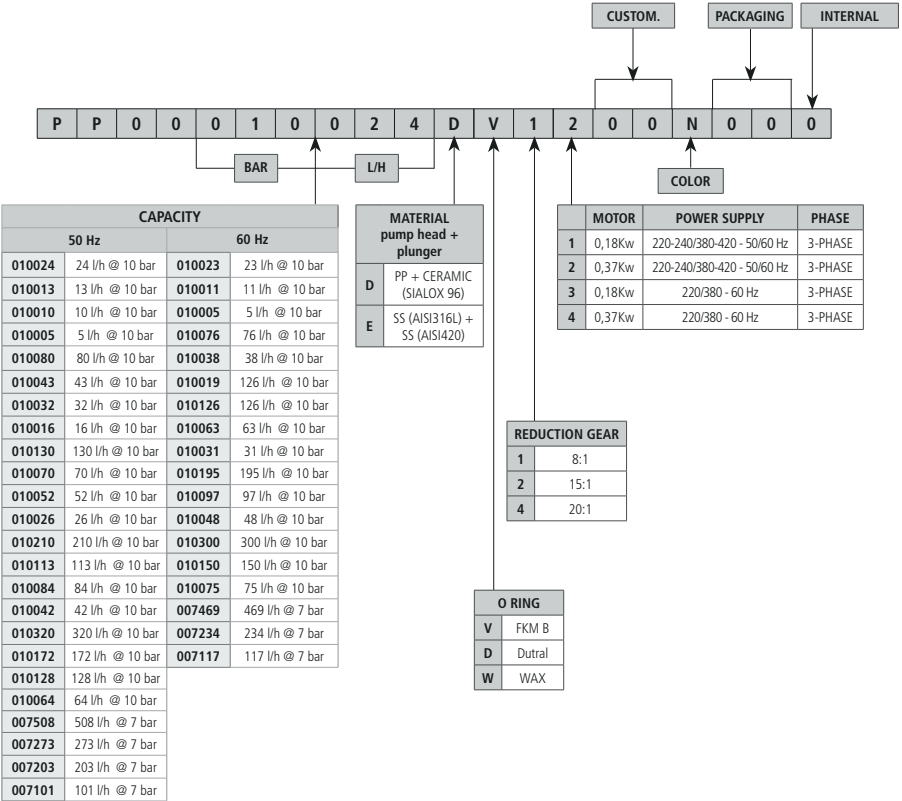 CUSTOM. PACKAGING INTERNAL
P P 0 0 0 1 0 0 2 4 D V 1 2 0 0 N 0 0 0
BAR L/H
COLOR
CAPACITY
50 Hz 60 Hz
010024 24 l/h @ 10 bar 010023 23 l/h @ 10 bar
010013 13 l/h @ 10 bar 010011 11 l/h @ 10 bar
010010 10 l/h @ 10 bar 010005 5 l/h @ 10 bar
010005 5 l/h @ 10 bar 010076 76 l/h @ 10 bar
010080 80 l/h @ 10 bar 010038 38 l/h @ 10 bar
010043 43 l/h @ 10 bar 010019 126 l/h @ 10 bar
010032 32 l/h @ 10 bar 010126 126 l/h @ 10 bar
010016 16 l/h @ 10 bar 010063 63 l/h @ 10 bar
010130 130 l/h @ 10 bar 010031 31 l/h @ 10 bar
010070 70 l/h @ 10 bar 010195 195 l/h @ 10 bar
010052 52 l/h @ 10 bar 010097 97 l/h @ 10 bar
010026 26 l/h @ 10 bar 010048 48 l/h @ 10 bar
010210 210 l/h @ 10 bar 010300 300 l/h @ 10 bar
010113 113 l/h @ 10 bar 010150 150 l/h @ 10 bar
010084 84 l/h @ 10 bar 010075 75 l/h @ 10 bar
010042 42 l/h @ 10 bar 007469 469 l/h @ 7 bar
010320 320 l/h @ 10 bar 007234 234 l/h @ 7 bar
010172 172 l/h @ 10 bar 007117 117 l/h @ 7 bar
010128 128 l/h @ 10 bar
010064 64 l/h @ 10 bar
007508 508 l/h @ 7 bar
007273 273 l/h @ 7 bar
007203 203 l/h @ 7 bar
007101 101 l/h @ 7 bar
MATERIAL
pump head +
plunger
D PP + CERAMIC
(SIALOX 96)
E SS (AISI316L) +
SS (AISI420)
MOTOR POWER SUPPLY PHASE
1 0,18Kw 220-240/380-420 - 50/60 Hz 3-PHASE
2 0,37Kw 220-240/380-420 - 50/60 Hz 3-PHASE
3 0,18Kw 220/380 - 60 Hz 3-PHASE
4 0,37Kw 220/380 - 60 Hz 3-PHASE
REDUCTION GEAR
1 8:1
2 15:1
4 20:1
O RING
V FKM B
D Dutral
W WAX